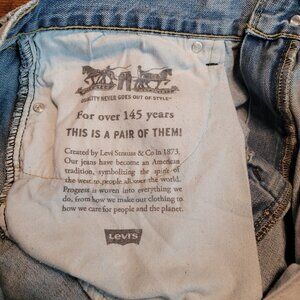 QUALITY NEVER GOES OUT OF STYLE™
For over 145 years
THIS IS A PAIR OF THEM!
Created by Levi Strauss & Co in 1873,
Our jeans have become an American
tradition, symbolizing the spirit of
the west to people all over the world.
Progress is woven into everything we
do, from how we make our clothing to
how we care for people and the planet.
Levi's